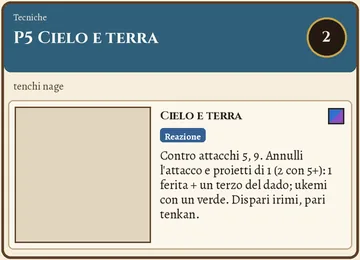 Tecniche
P5 Cielo e terra
2
tenchi nage
Cielo e terra
Reazione
Contro attacchi 5, 9. Annulli
l'attacco e proietti di 1 (2 con 5+): 1
ferita + un terzo del dado; ukemi
con un verde. Dispari irimi, pari
tenkan.